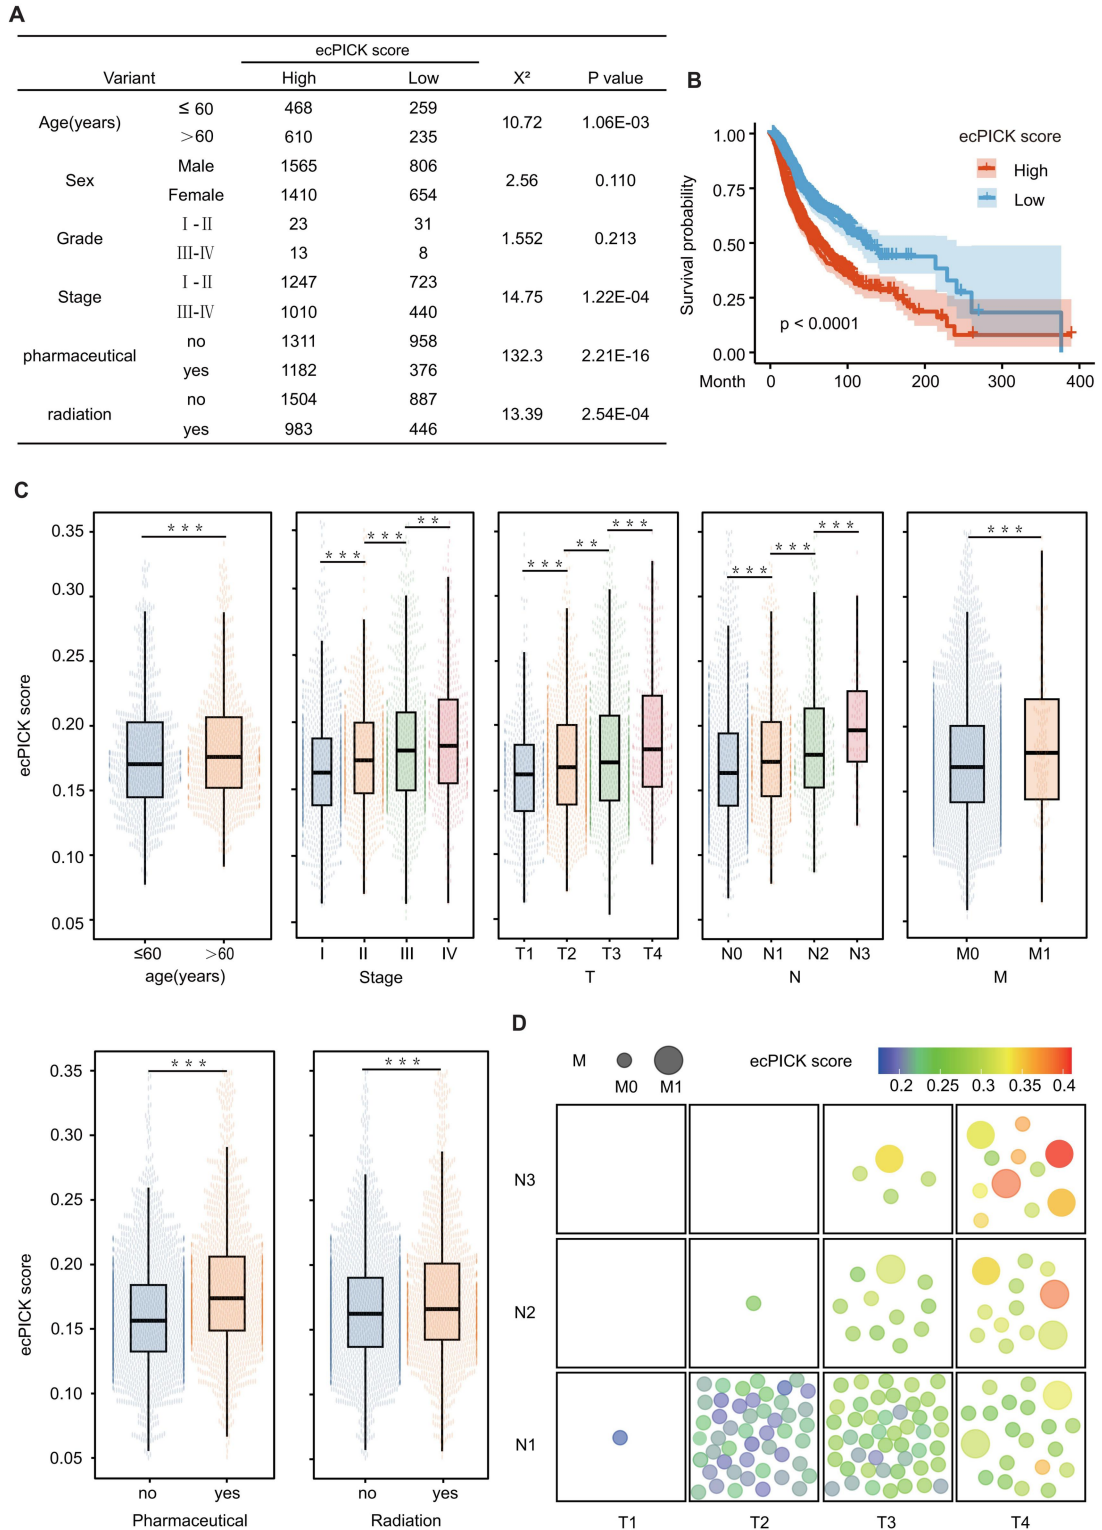 A
ecPICK score
Variant High Low X² P value
Age(years) ≤ 60 468 259 10.72 1.06E-03
>60 610 235
Sex Male 1565 806 2.56 0.110
Female 1410 654
Grade Ⅰ-Ⅱ 23 31 1.552 0.213
Ⅲ-Ⅳ 13 8
Stage Ⅰ-Ⅱ 1247 723 14.75 1.22E-04
Ⅲ-Ⅳ 1010 440
pharmaceutical no 1311 958 132.3 2.21E-16
yes 1182 376
radiation no 1504 887 13.39 2.54E-04
yes 983 446
B
ecPICK score
High
Low
Survival probability
1.00
0.75
0.50
0.25
0.00
p < 0.0001
Month 0 100 200 300 400
C
ecPICK score
0.35
0.30
0.25
0.20
0.15
0.10
0.05
***
≤60 >60
age(years)
*** *** **
I II III IV
Stage
*** ** ***
T1 T2 T3 T4
T
*** *** ***
N0 N1 N2 N3
N
***
M0 M1
M
ecPICK score
0.35
0.30
0.25
0.20
0.15
0.10
0.05
***
no yes
Pharmaceutical
***
no yes
Radiation
D
M
M0 M1
ecPICK score
0.2 0.25 0.3 0.35 0.4
N3
N2
N1
T1 T2 T3 T4